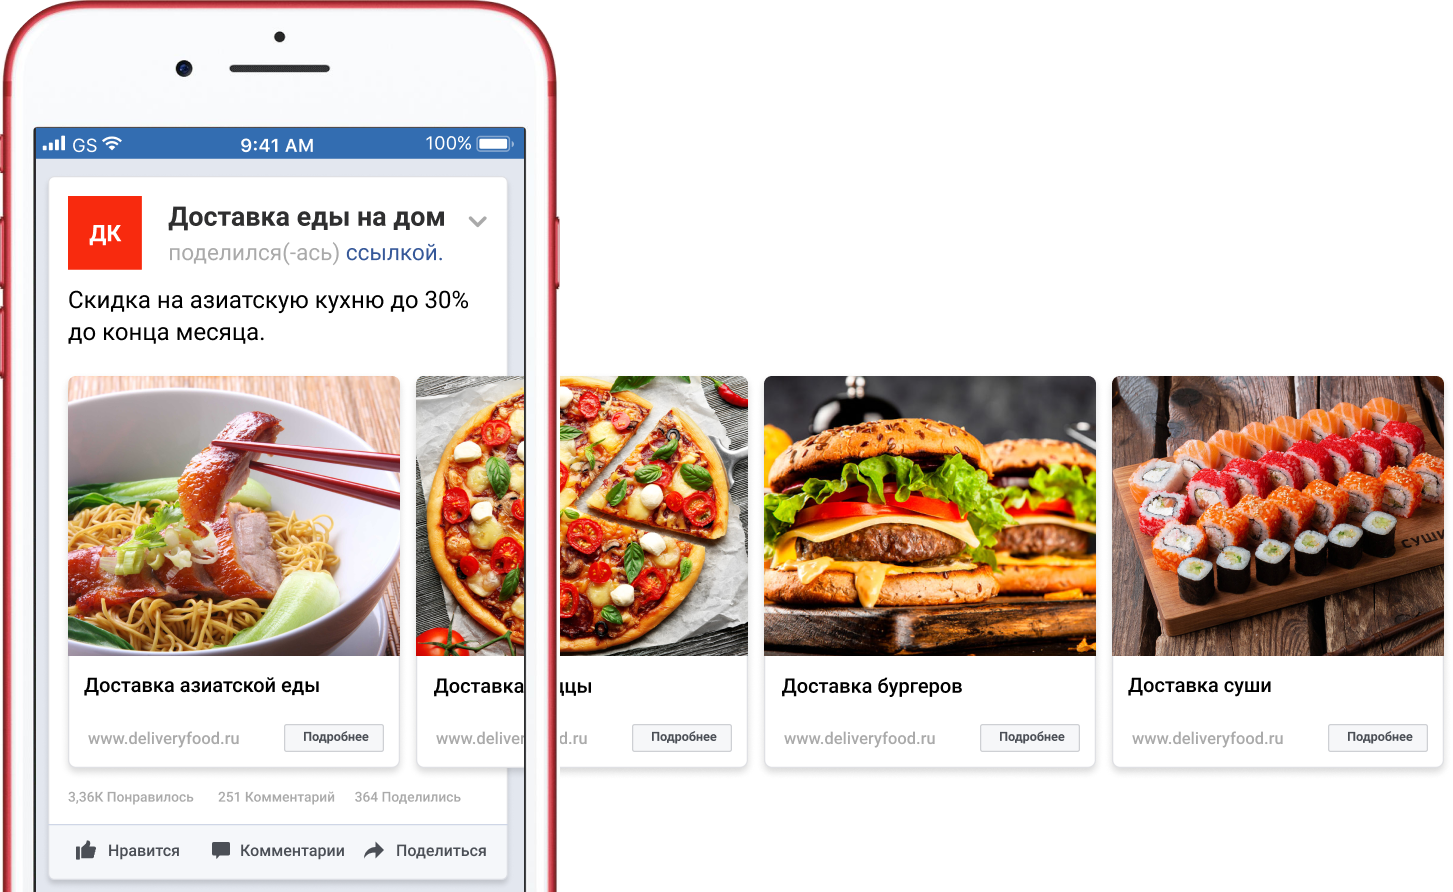 GS
9:41 AM
100%
ДК
Доставка еды на дом
поделился(-ась) ссылкой.
Скидка на азиатскую кухню до 30%
до конца месяца.
СУШИ
Доставка азиатской еды
Доставка
ццы
Доставка бургеров
Доставка суши
www.deliveryfood.ru
Подробнее
www.deliver
d.ru
Подробнее
www.deliveryfood.ru
Подробнее
www.deliveryfood.ru
Подробнее
3,36К Понравилось
251 Комментарий
364 Поделились
Нравится
Комментарии
Поделиться